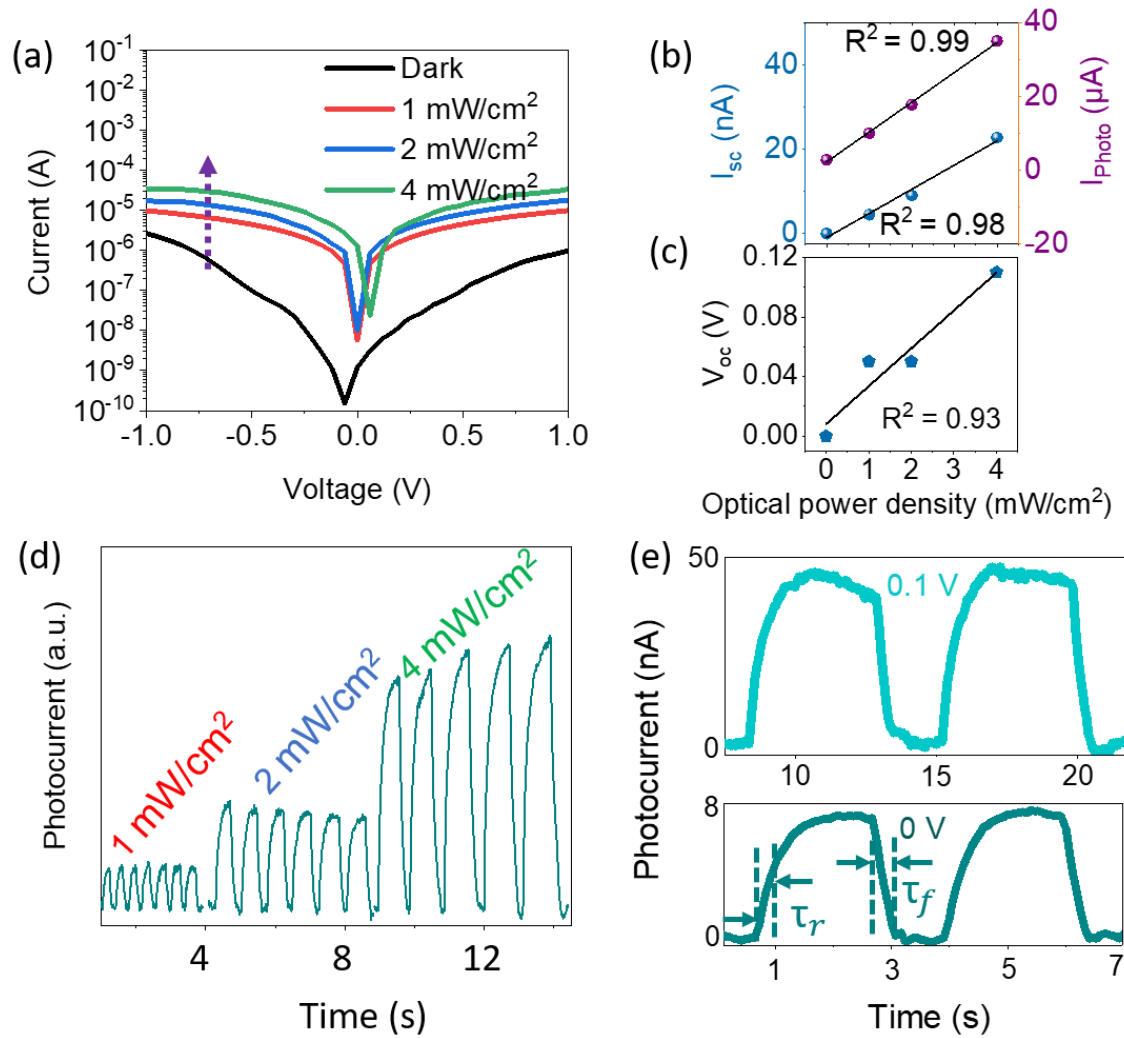 (a)
10⁻¹
10⁻²
10⁻³
10⁻⁴
10⁻⁵
10⁻⁶
10⁻⁷
10⁻⁸
10⁻⁹
10⁻¹⁰
Current (A)
Dark
1 mW/cm²
2 mW/cm²
4 mW/cm²
-1.0 -0.5 0.0 0.5 1.0
Voltage (V)
(b)
40
20
0
I_sc (nA)
R² = 0.99
R² = 0.98
40
20
0
-20
I_Photo (µA)
(c)
0.12
0.08
0.04
0.00
V_oc (V)
R² = 0.93
0 1 2 3 4
Optical power density (mW/cm²)
(d)
Photocurrent (a.u.)
1 mW/cm²
2 mW/cm²
4 mW/cm²
4 8 12
Time (s)
(e)
Photocurrent (nA)
50
0
0.1 V
10 15 20
8
0
0 V
τ_r
τ_f
1 3 5 7
Time (s)